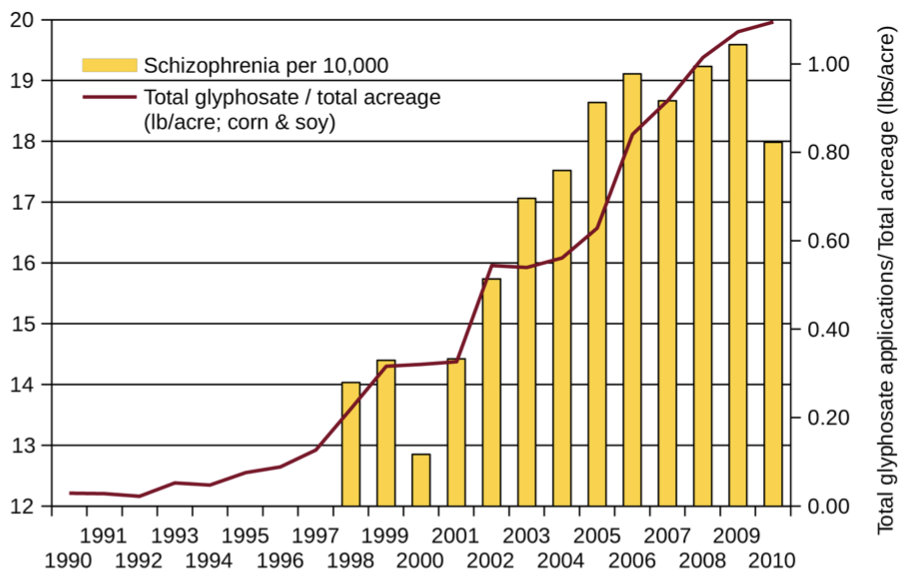 Schizophrenia per 10,000
Total glyphosate / total acreage
(lb/acre; corn & soy)
20
19
18
17
16
15
14
13
12
1.00
0.80
0.60
0.40
0.20
0.00
Total glyphosate applications/Total acreage (lbs/acre)
1991 1993 1995 1997 1999 2001 2003 2005 2007 2009
1990 1992 1994 1996 1998 2000 2002 2004 2006 2008 2010